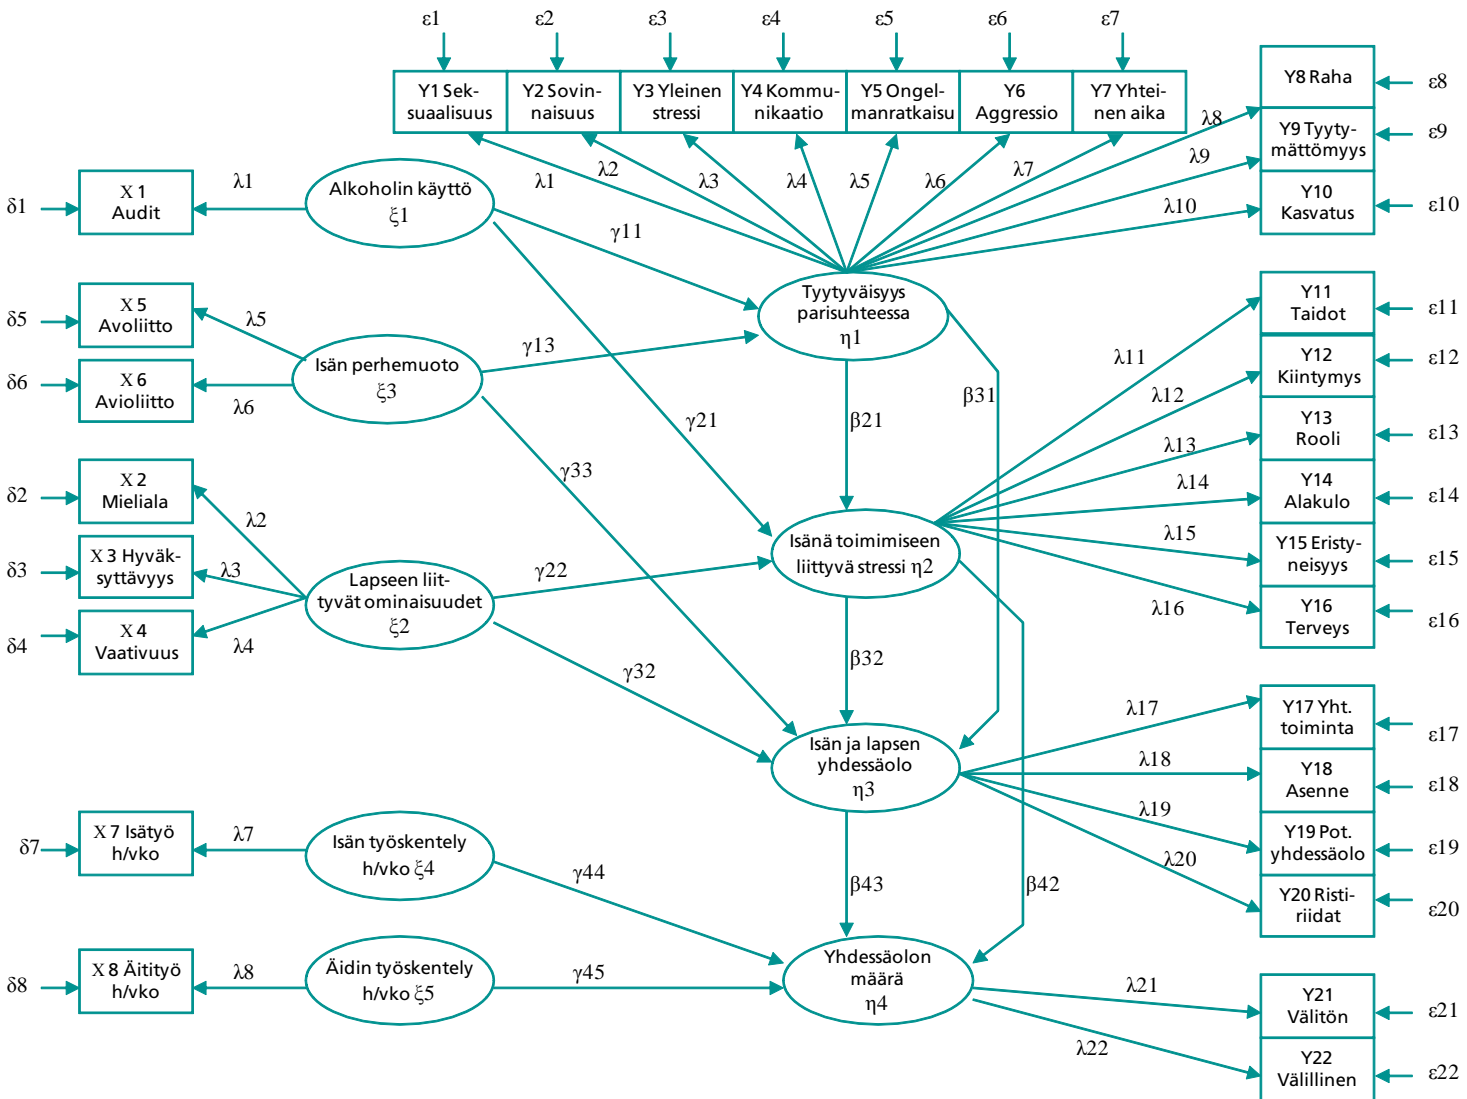 ε1 ε2 ε3 ε4 ε5 ε6 ε7
Y1 Sek-
suaalisuus
Y2 Sovin-
naisuus
Y3 Yleinen
stressi
Y4 Kommu-
nikaatio
Y5 Ongel-
manratkaisu
Y6
Aggressio
Y7 Yhtei-
nen aika
Y8 Raha
ε8
Y9 Tyyty-
mättömyys
ε9
Y10
Kasvatus
ε10
λ1 λ2 λ3 λ4 λ5 λ6 λ7 λ8 λ9 λ10
δ1
X 1
Audit
λ1
Alkoholin käyttö
ξ1
γ11
γ21
Tyytyväisyys
parisuhteessa
η1
δ5
X 5
Avoliitto
λ5
δ6
X 6
Avioliitto
λ6
Isän perhemuoto
ξ3
γ13
γ33
β21
β31
λ11
λ12
λ13
λ14
λ15
λ16
Y11
Taidot
ε11
Y12
Kiintymys
ε12
Y13
Rooli
ε13
Y14
Alakulo
ε14
Y15 Eristy-
neisyys
ε15
Y16
Terveys
ε16
δ2
X 2
Mieliala
λ2
δ3
X 3 Hyväk-
syttävyys
λ3
δ4
X 4
Vaativuus
λ4
Lapseen liit-
tyvät ominaisuudet
ξ2
γ22
γ32
Isänä toimimiseen
liittyvä stressi η2
β32
Isän ja lapsen
yhdessäolo
η3
λ17
λ18
λ19
λ20
Y17 Yht.
toiminta
ε17
Y18
Asenne
ε18
Y19 Pot.
yhdessäolo
ε19
Y20 Risti-
riidat
ε20
δ7
X 7 Isätyö
h/vko
λ7
Isän työskentely
h/vko ξ4
γ44
β43
β42
δ8
X 8 Äitityö
h/vko
λ8
Äidin työskentely
h/vko ξ5
γ45
Yhdessäolon
määrä
η4
λ21
λ22
Y21
Välitön
ε21
Y22
Välillinen
ε22